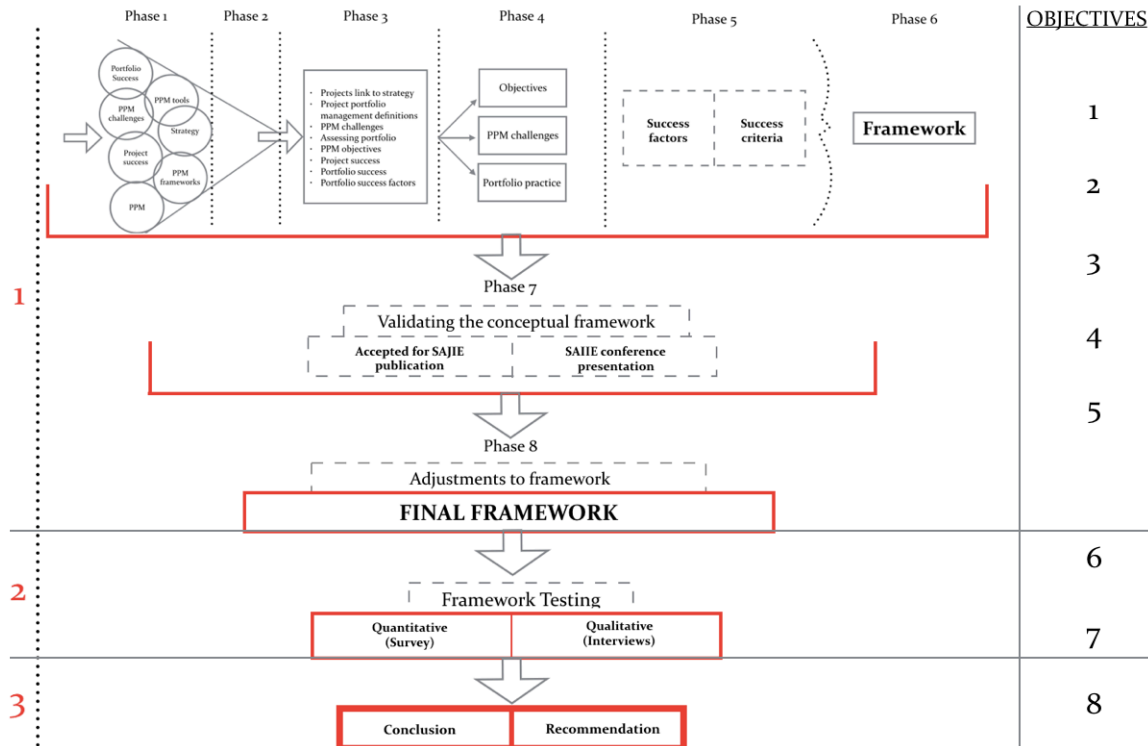 Phase 1
Phase 2
Phase 3
Phase 4
Phase 5
Phase 6
OBJECTIVES
Portfolio
Success
PPM tools
PPM
challenges
Strategy
Project
success
PPM
frameworks
PPM
· Projects link to strategy
· Project portfolio
management definitions
· PPM challenges
· Assessing portfolio
· PPM objectives
· Project success
· Portfolio success
· Portfolio success factors
Objectives
PPM challenges
Portfolio practice
Success
factors
Success
criteria
Framework
1
2
3
4
5
1
Phase 7
Validating the conceptual framework
Accepted for SAJIE
publication
SAIIE conference
presentation
Phase 8
Adjustments to framework
FINAL FRAMEWORK
2
Framework Testing
Quantitative
(Survey)
Qualitative
(Interviews)
6
7
3
Conclusion
Recommendation
8